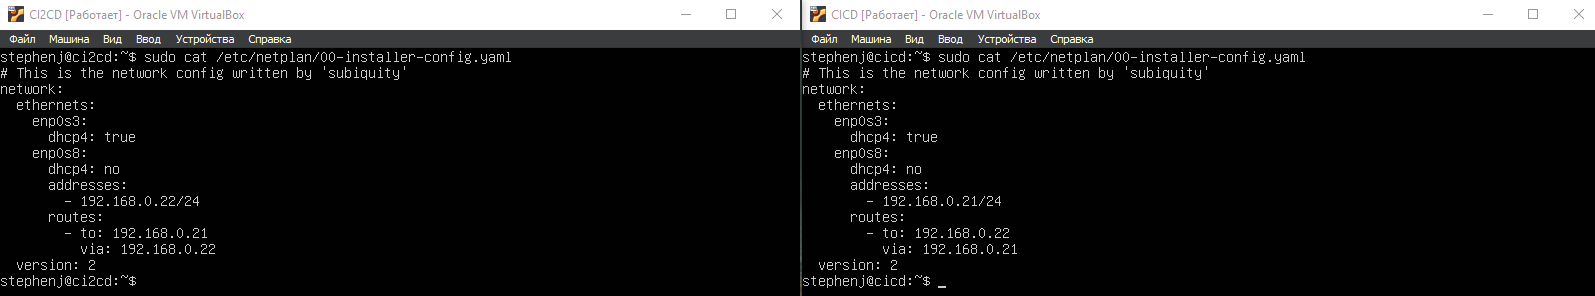 CI2CD [Работает] - Oracle VM VirtualBox
Файл Машина Вид Ввод Устройства Справка
stephenj@ci2cd:~$ sudo cat /etc/netplan/00-installer-config.yaml
# This is the network config written by 'subiquity'
network:
  ethernets:
    enp0s3:
      dhcp4: true
    enp0s8:
      dhcp4: no
      addresses:
        - 192.168.0.22/24
      routes:
        - to: 192.168.0.21
          via: 192.168.0.22
  version: 2
stephenj@ci2cd:~$
CICD [Работает] - Oracle VM VirtualBox
Файл Машина Вид Ввод Устройства Справка
stephenj@cicd:~$ sudo cat /etc/netplan/00-installer-config.yaml
# This is the network config written by 'subiquity'
network:
  ethernets:
    enp0s3:
      dhcp4: true
    enp0s8:
      dhcp4: no
      addresses:
        - 192.168.0.21/24
      routes:
        - to: 192.168.0.22
          via: 192.168.0.21
  version: 2
stephenj@cicd:~$ _